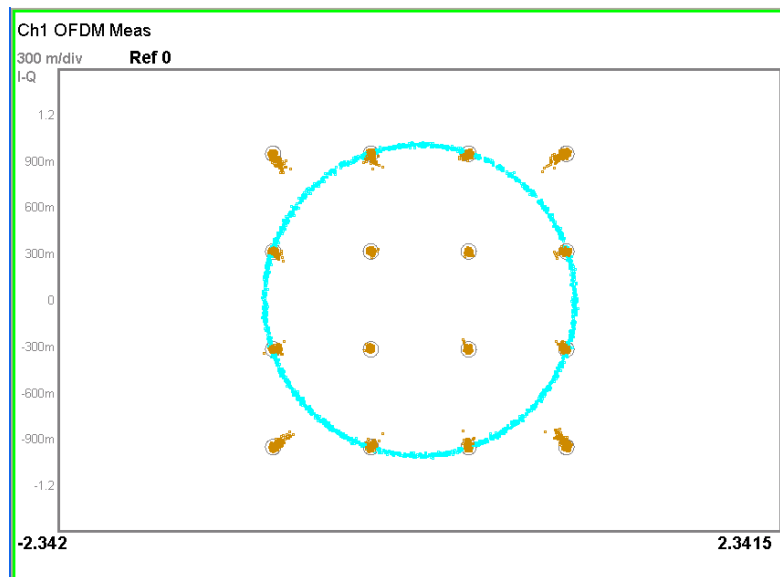 Ch1 OFDM Meas
300 m/div Ref 0
I-Q
1.2
900m
600m
300m
0
-300m
-600m
-900m
-1.2
-2.342 2.3415